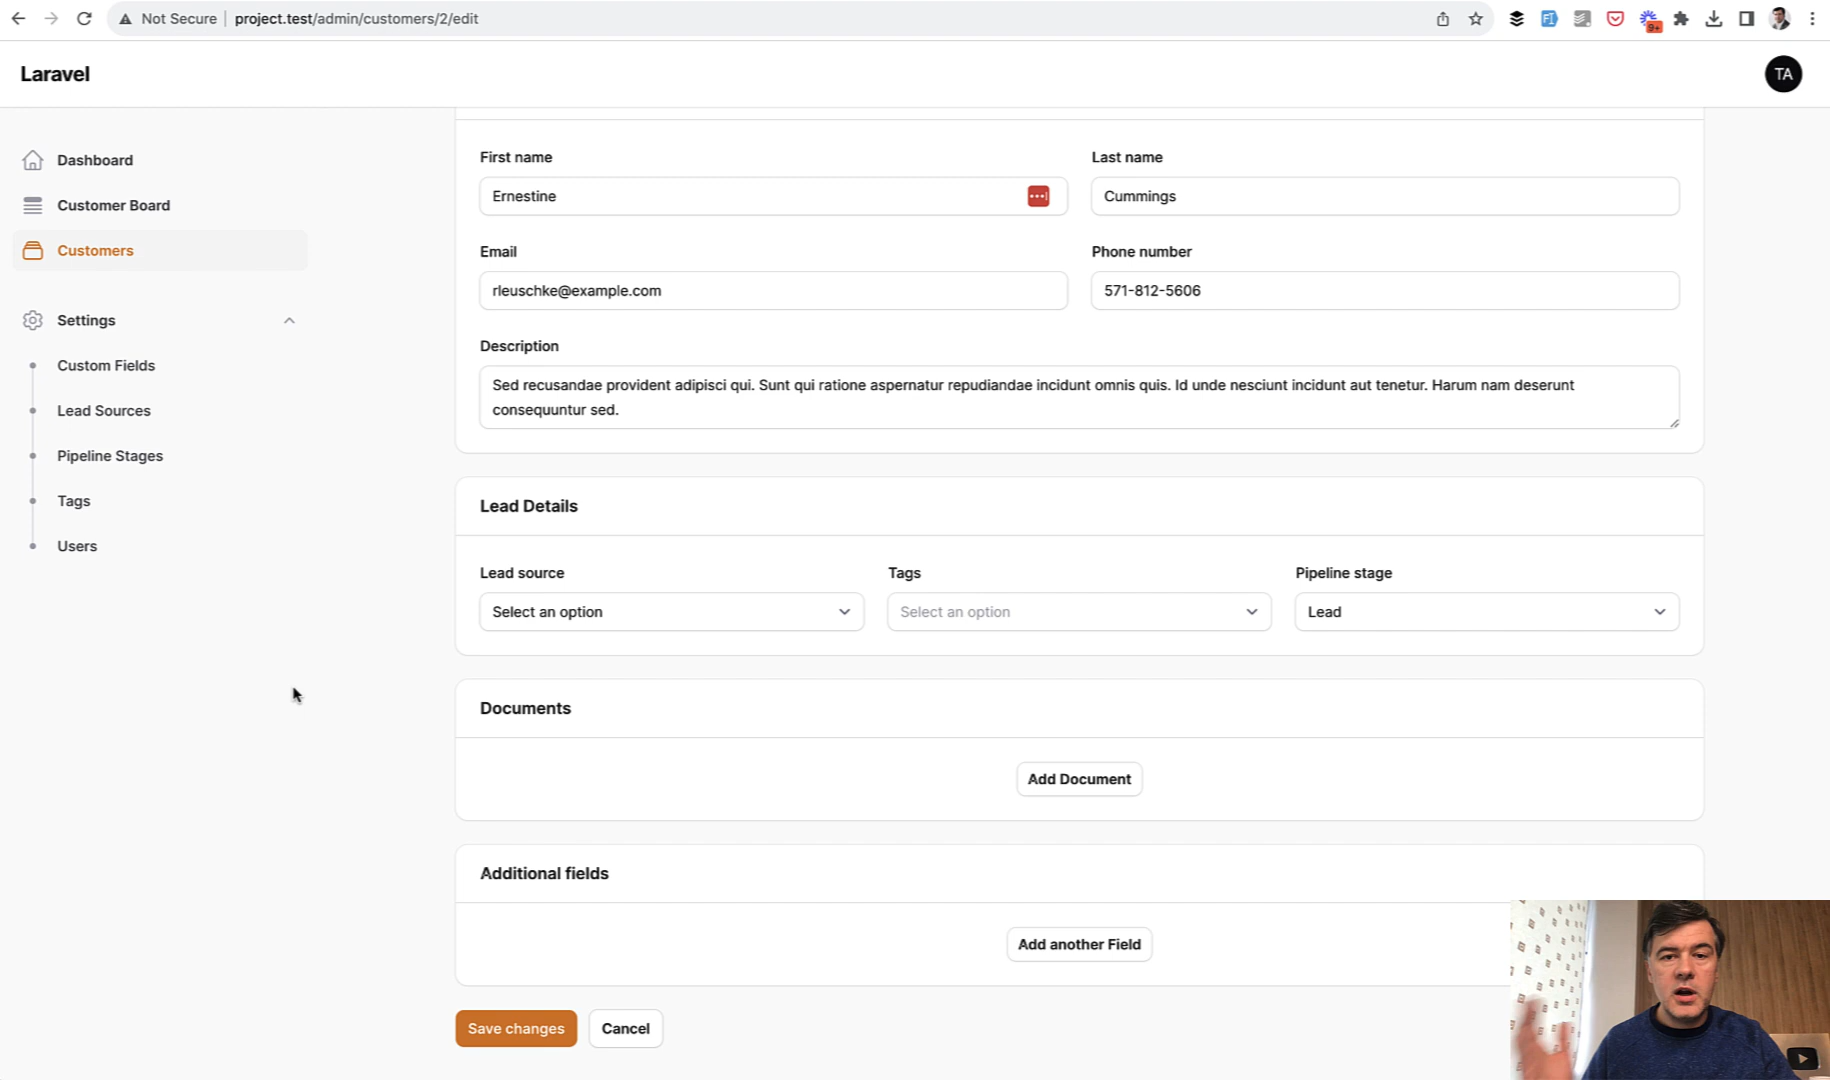 Not Secure
project.test/admin/customers/2/edit
9+
Laravel
TA
Dashboard
Customer Board
Customers
Settings
Custom Fields
Lead Sources
Pipeline Stages
Tags
Users
First name
Last name
Ernestine
Cummings
Email
Phone number
rleuschke@example.com
571-812-5606
Description
Sed recusandae provident adipisci qui. Sunt qui ratione aspernatur repudiandae incidunt omnis quis. Id unde nesciunt incidunt aut tenetur. Harum nam deserunt
consequuntur sed.
Lead Details
Lead source
Tags
Pipeline stage
Select an option
Select an option
Lead
Documents
Add Document
Additional fields
Add another Field
Save changes
Cancel